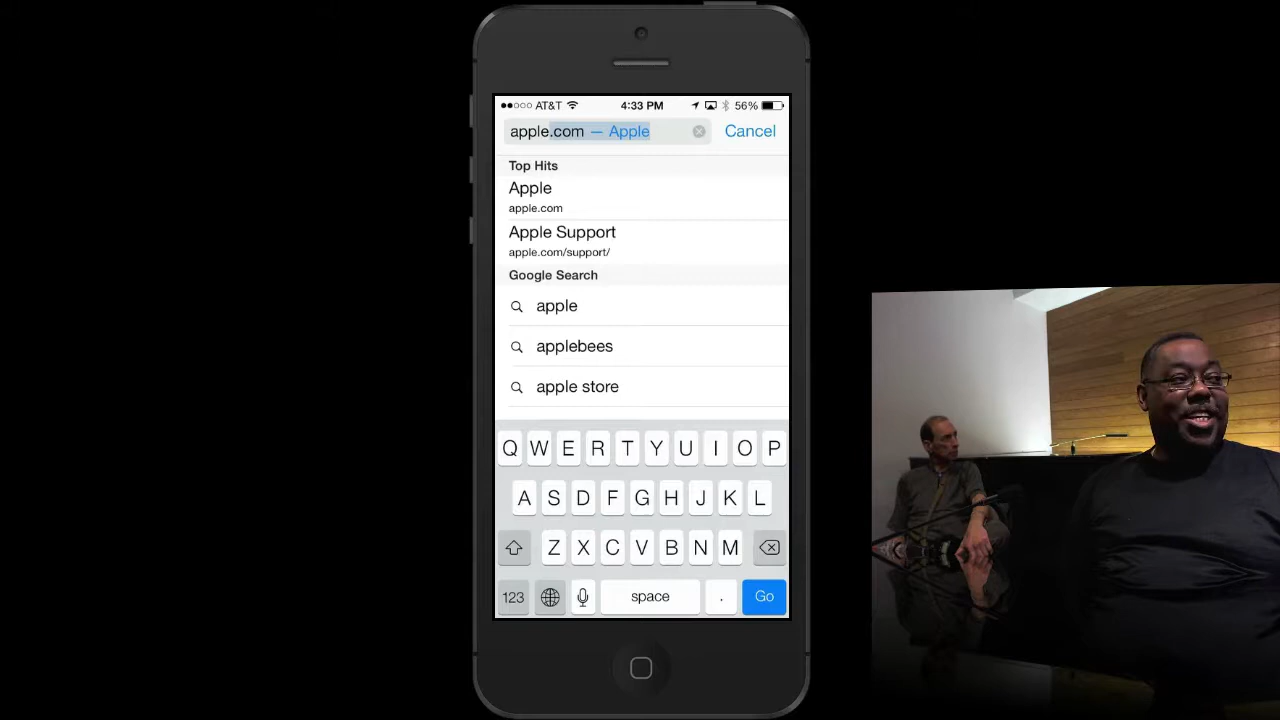 AT&T 4:33 PM 56%
apple.com — Apple Cancel
Top Hits
Apple
apple.com
Apple Support
apple.com/support/
Google Search
apple
applebees
apple store
Q W E R T Y U I O P
A S D F G H J K L
Z X C V B N M
123 space . Go